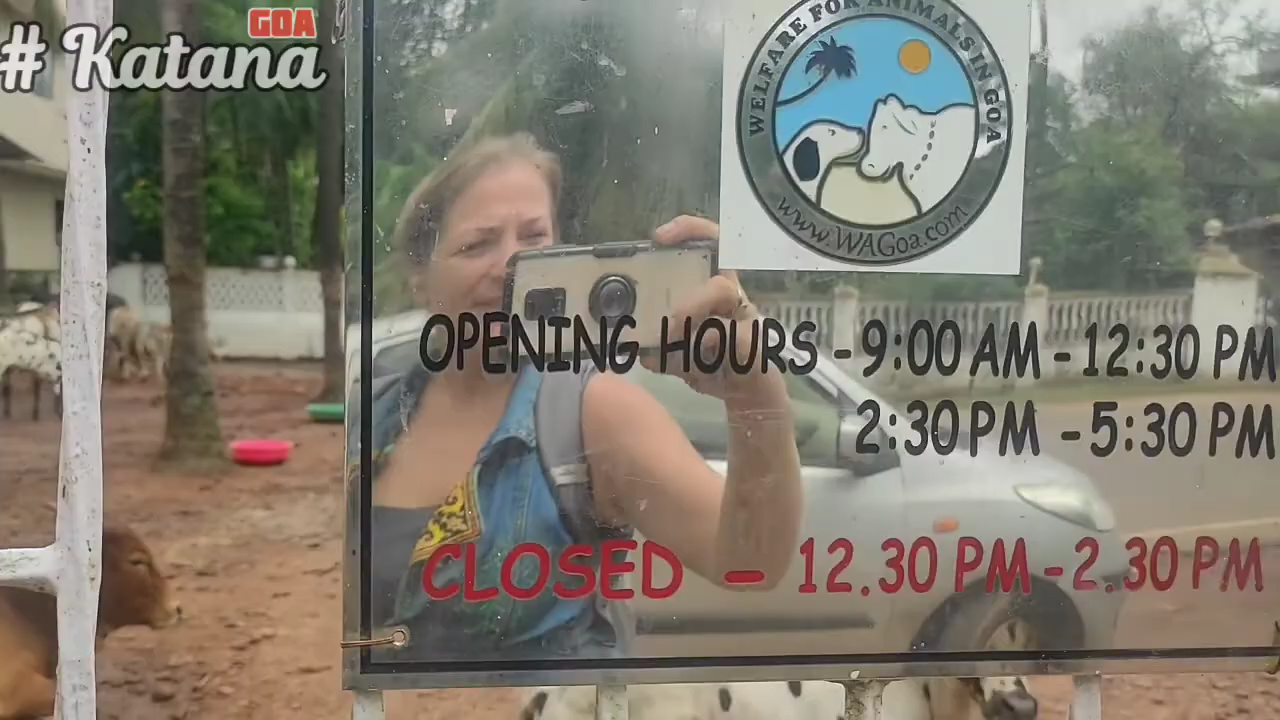 GOA
# Katana
WELFARE FOR ANIMALS IN GOA
www.WAGoa.com
OPENING HOURS - 9:00 AM - 12:30 PM
2:30 PM - 5:30 PM
CLOSED - 12.30 PM - 2.30 PM